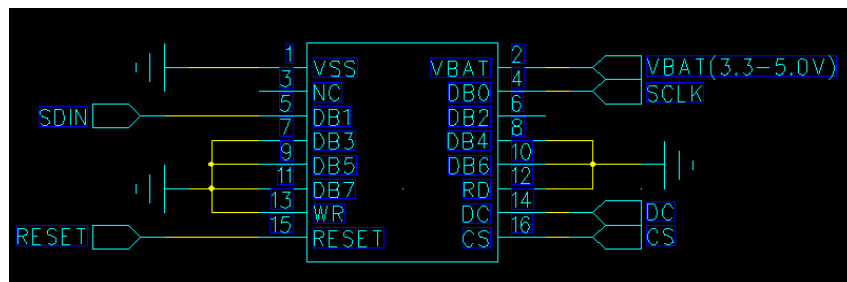 1 2
VSS VBAT VBAT(3.3-5.0V)
3 4
NC DB0 SCLK
5 6
SDIN DB1 DB2
7 8
DB3 DB4
9 10
DB5 DB6
11 12
DB7 RD
13 14
WR DC DC
15 16
RESET RESET CS CS